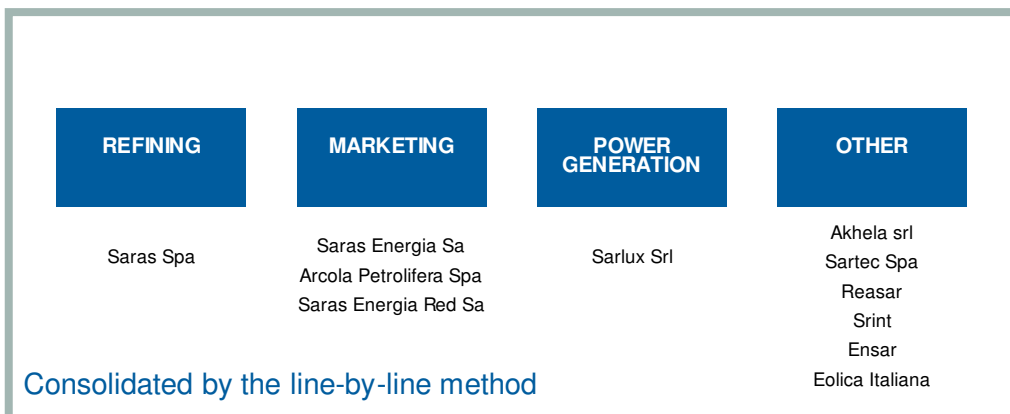 REFINING
Saras Spa
MARKETING
Saras Energia Sa
Arcola Petrolifera Spa
Saras Energia Red Sa
POWER
GENERATION
Sarlux Srl
OTHER
Akhela srl
Sartec Spa
Reasar
Srint
Ensar
Eolica Italiana
Consolidated by the line-by-line method